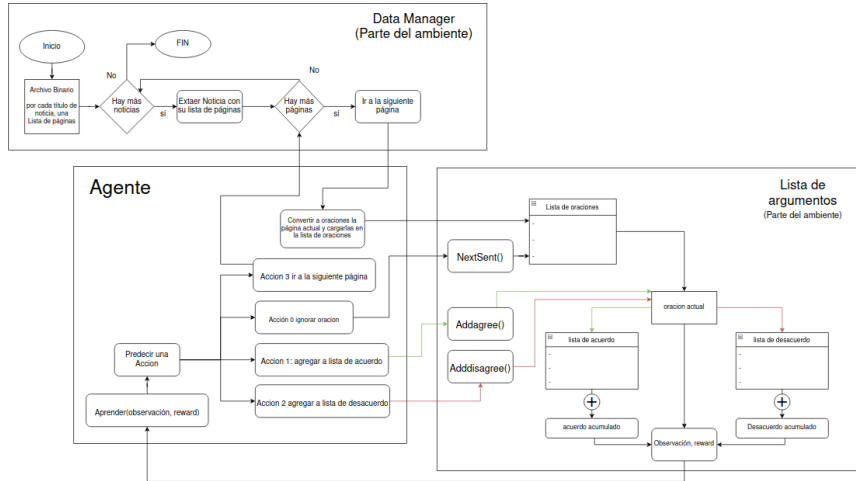 Data Manager
(Parte del ambiente)
Inicio
FIN
No
No
Archivo Binario
por cada título de
noticia, una
Lista de páginas
Hay más
noticias
sí
Extaer Noticia con
su lista de páginas
Hay más
páginas
sí
Ir a la siguiente
página
Agente
Convertir a oraciones la
página actual y cargarlas en
la lista de oraciones
Accion 3 ir a la siguiente página
Acción 0 ignorar oracion
Predecir una
Accion
Accion 1: agregar a lista de acuerdo
Accion 2 agregar a lista de desacuerdo
Aprender(observación, reward)
Lista de
argumentos
(Parte del ambiente)
Lista de oraciones
-
-
-
NextSent()
Addagree()
Adddisagree()
oracion actual
lista de acuerdo
-
-
-
lista de desacuerdo
-
-
-
acuerdo acumulado
Observación, reward
Desacuerdo acumulado